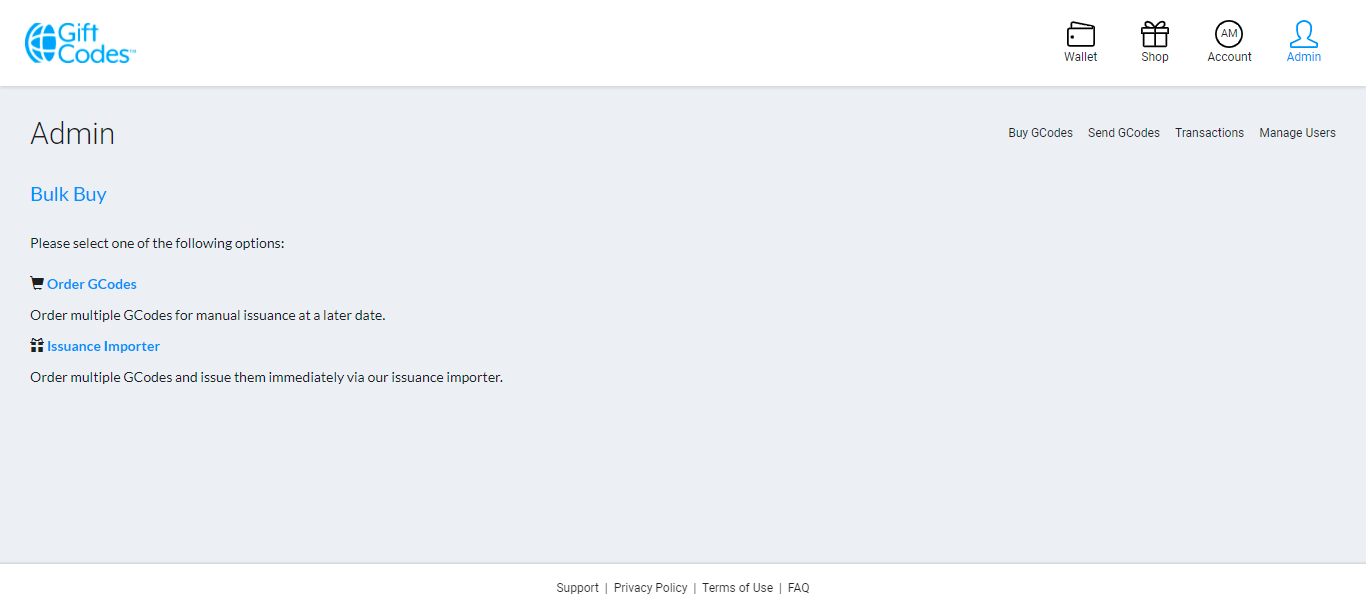 Gift
Codes™
Wallet
Shop
AM
Account
Admin
Admin
Buy GCodes Send GCodes Transactions Manage Users
Bulk Buy
Please select one of the following options:
Order GCodes
Order multiple GCodes for manual issuance at a later date.
Issuance Importer
Order multiple GCodes and issue them immediately via our issuance importer.
Support | Privacy Policy | Terms of Use | FAQ